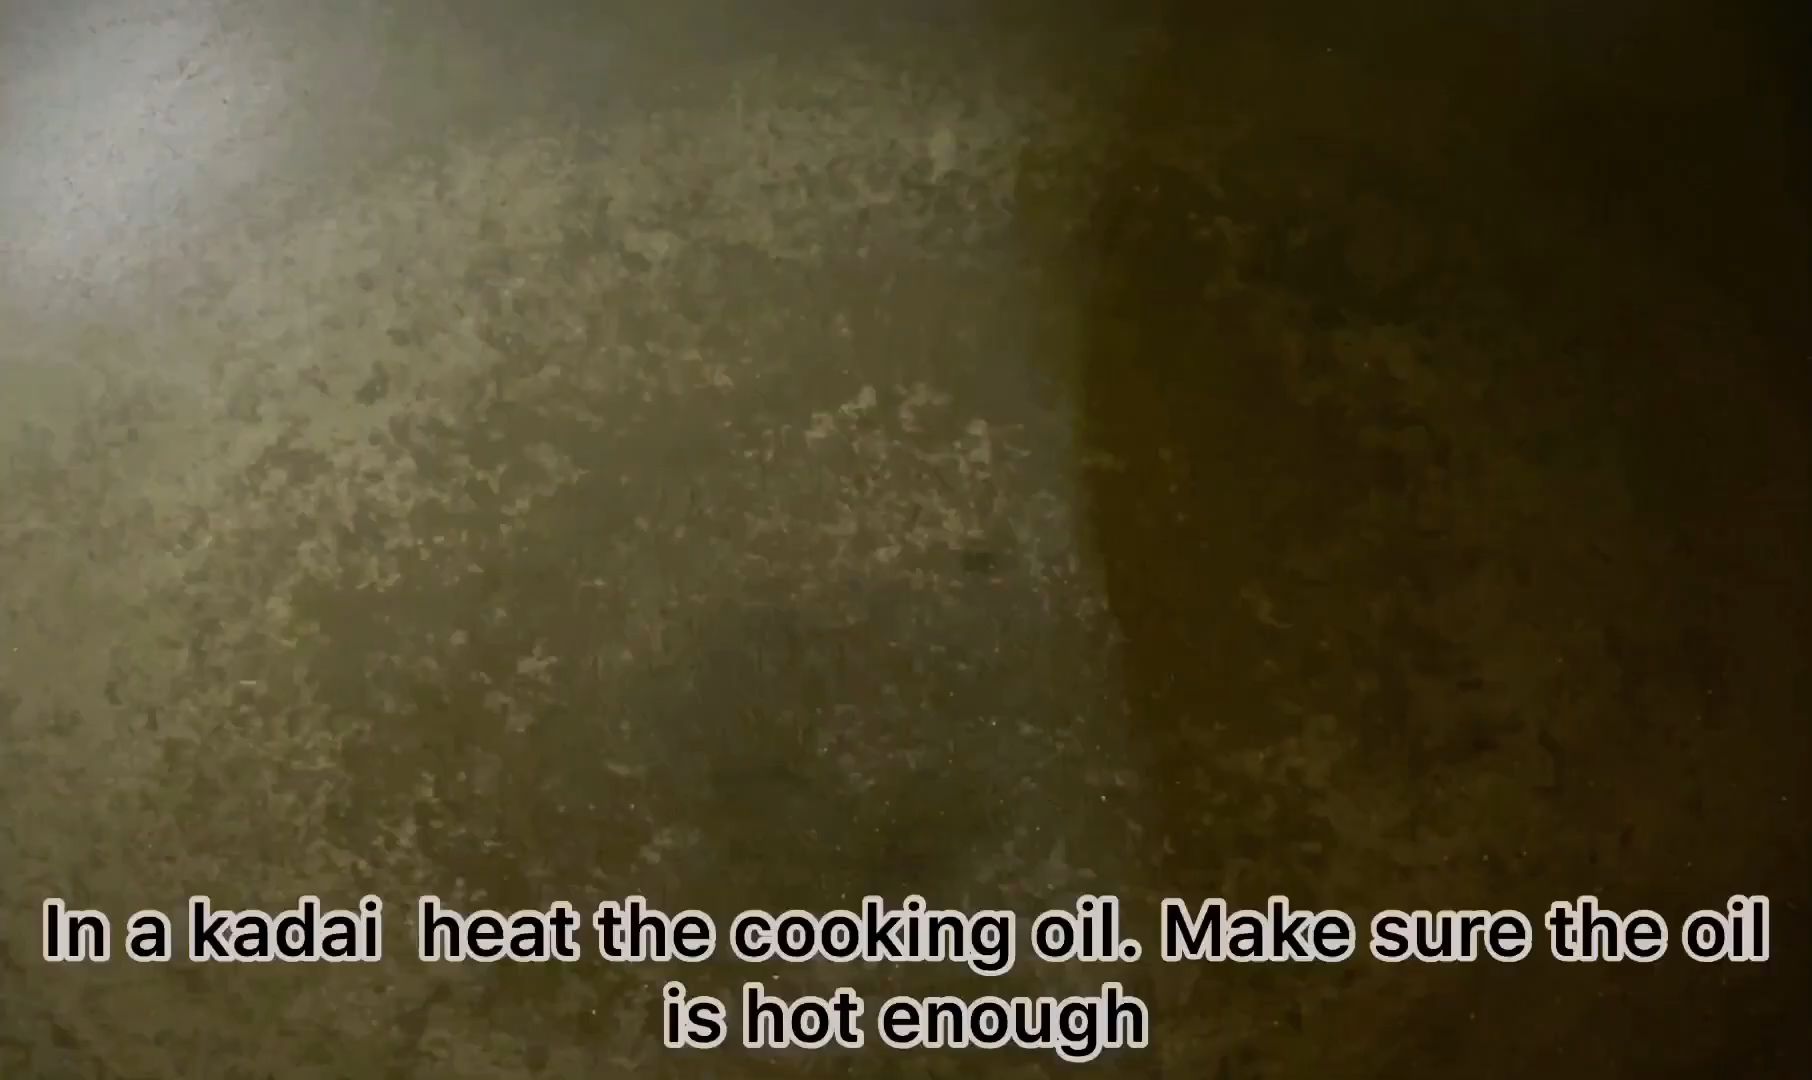 In a kadai  heat the cooking oil. Make sure the oil
is hot enough